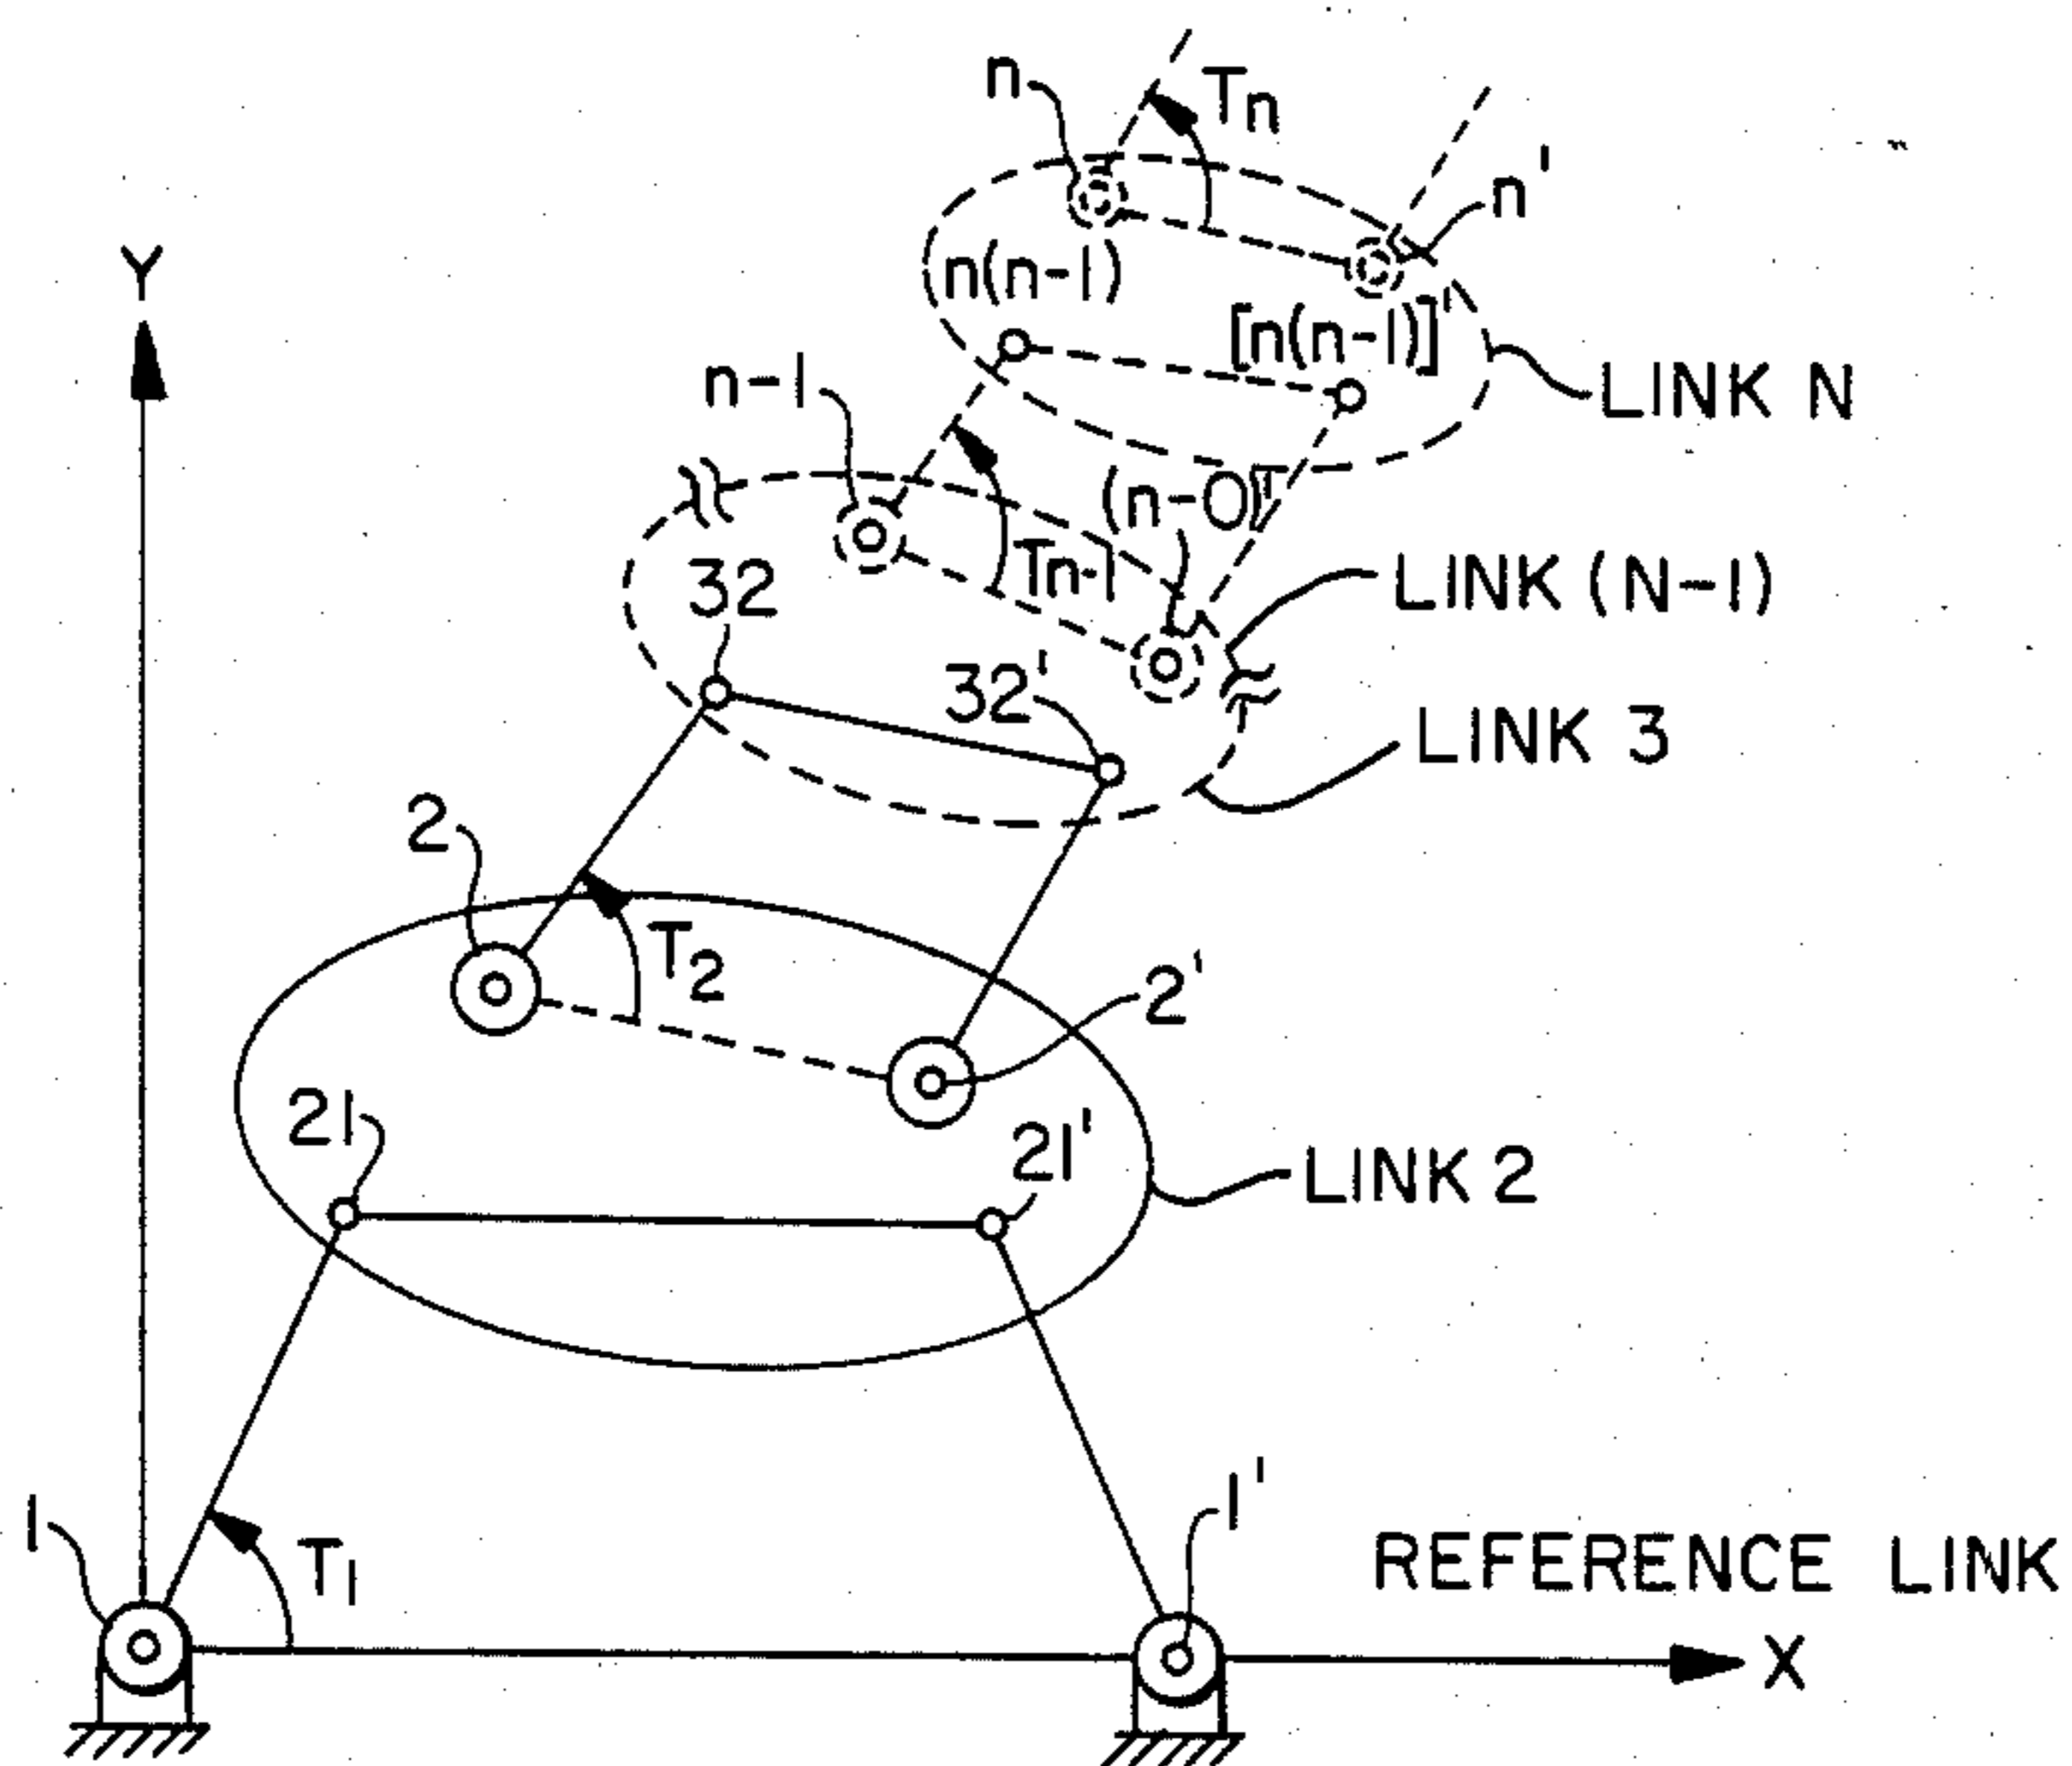 n
Tn
n'
Y
n(n-1)
[n(n-1)]'
n-1
LINK N
(n-0)'
Tn-1
32
LINK (N-1)
32'
LINK 3
2
T2
2'
21
21'
LINK 2
1
T1
1'
REFERENCE LINK
X